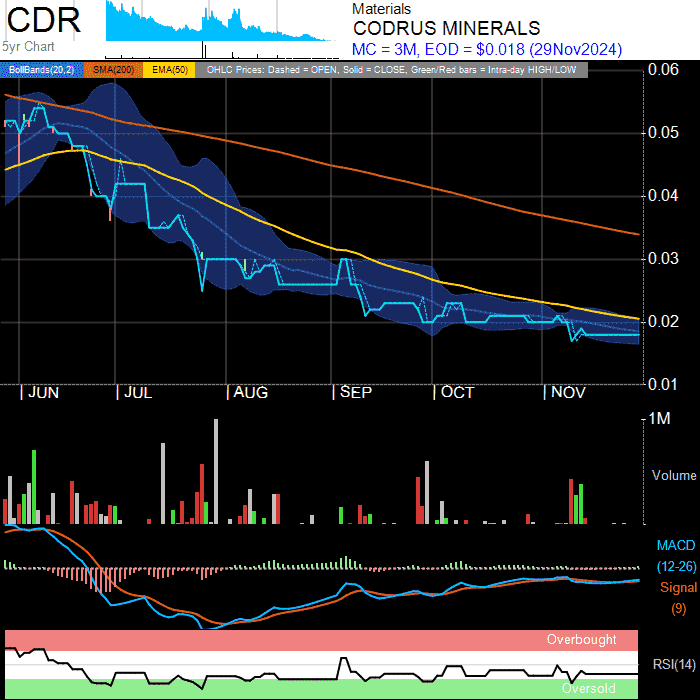 CDR
5yr Chart
Materials
CODRUS MINERALS
MC = 3M, EOD = $0.018 (29Nov2024)
BollBands(20,2) SMA(200) EMA(50) OHLC Prices: Dashed = OPEN, Solid = CLOSE, Green/Red bars = Intra-day HIGH/LOW
0.06
0.05
0.04
0.03
0.02
0.01
JUN JUL AUG SEP OCT NOV
1M
Volume
MACD
(12-26)
Signal
(9)
Overbought
RSI(14)
Oversold